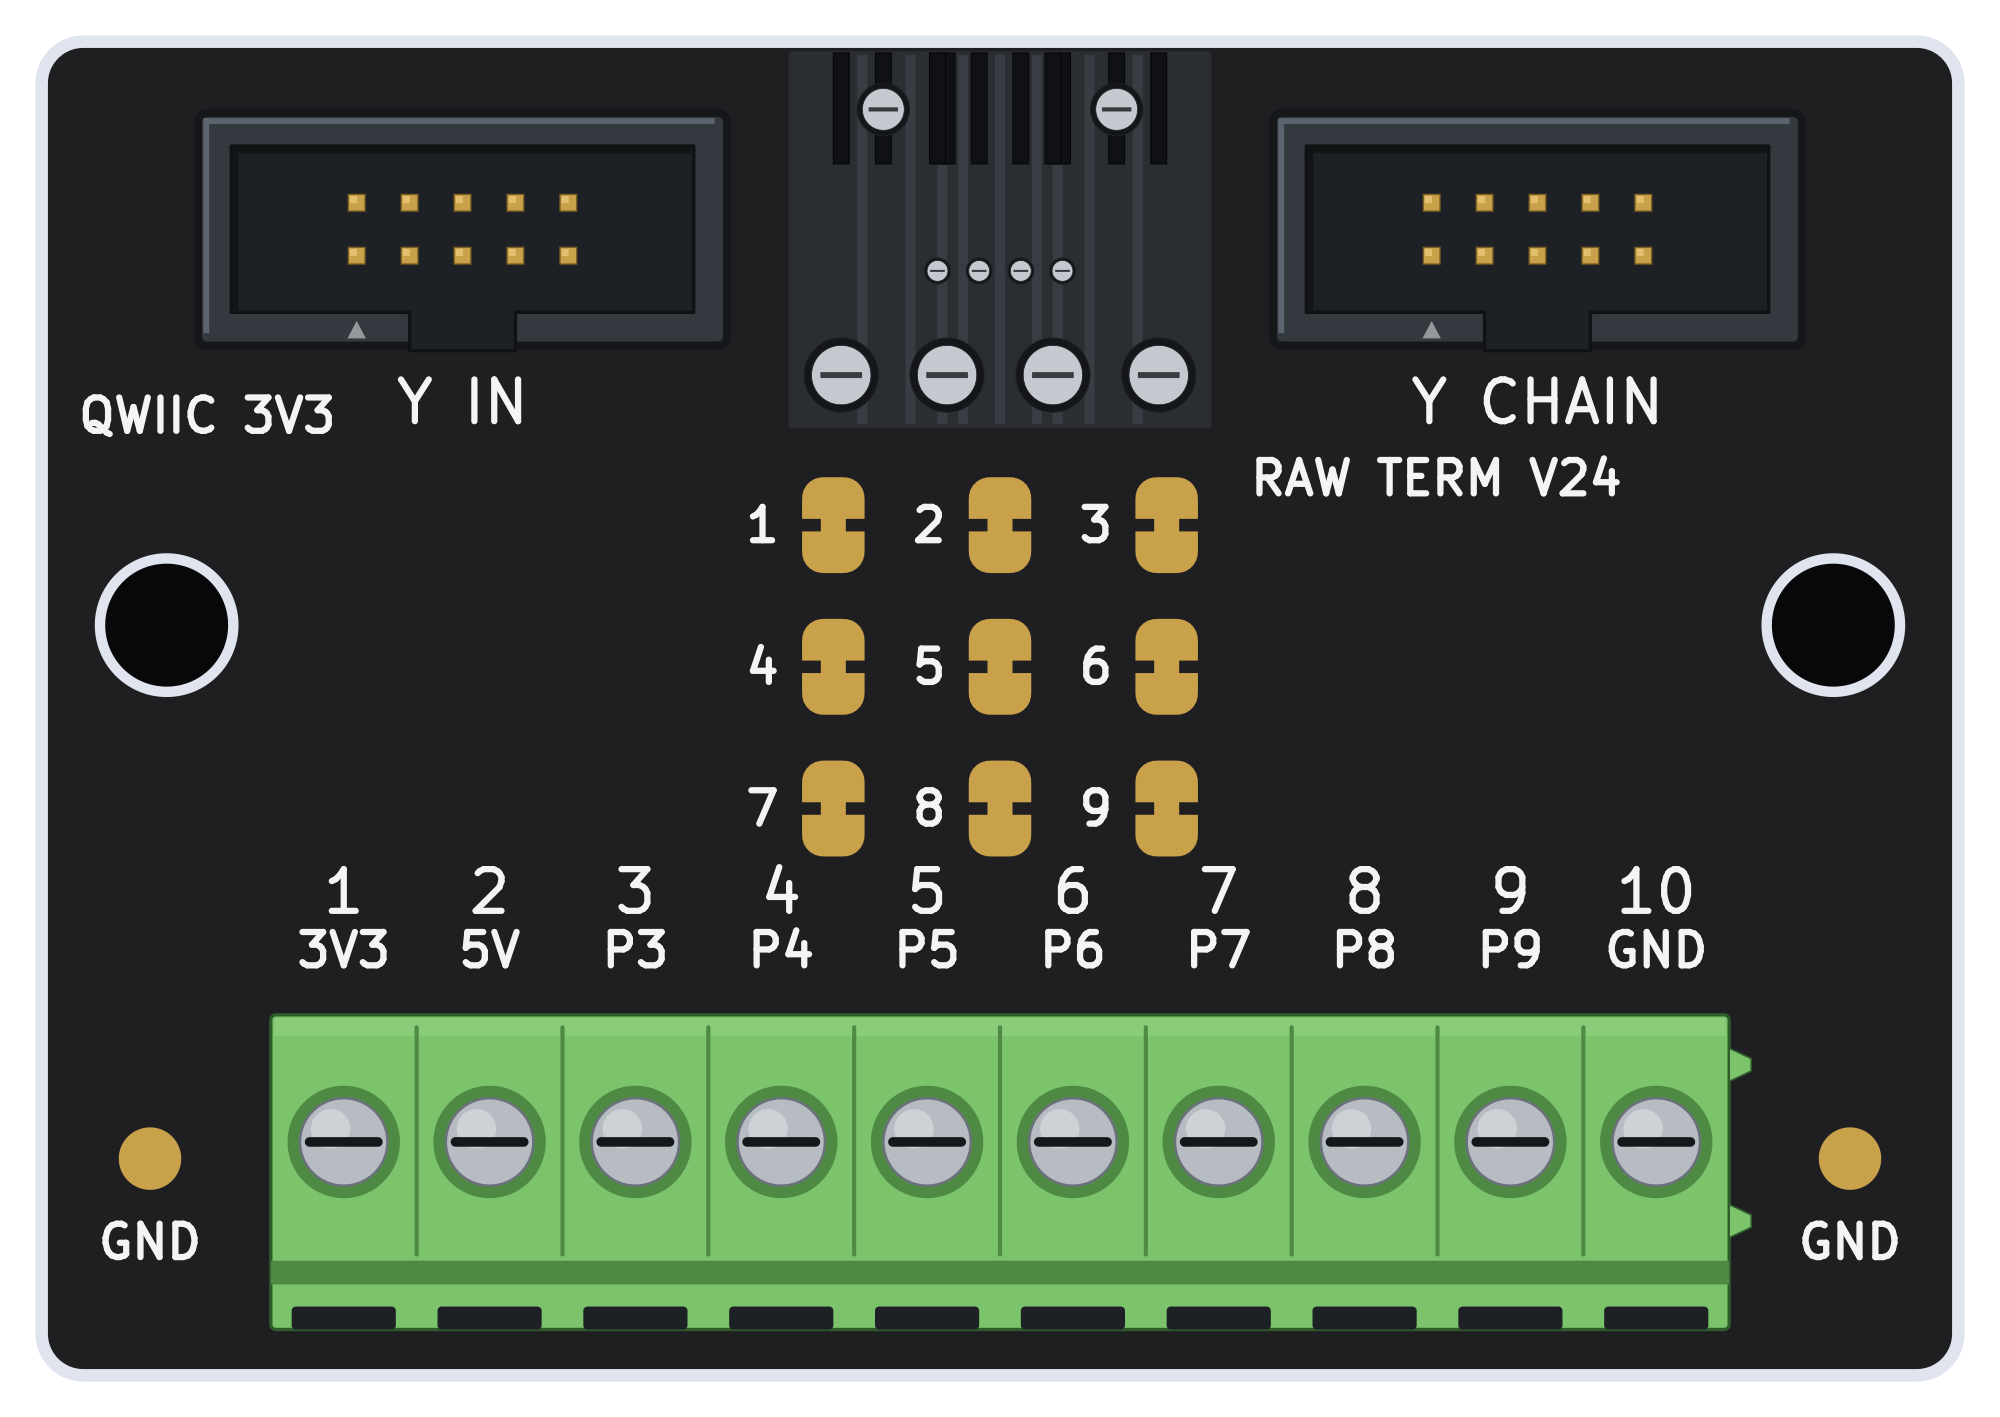 Y IN
Y CHAIN
QWIIC 3V3
RAW TERM V24
1 2 3
4 5 6
7 8 9
1 2 3 4 5 6 7 8 9 10
3V3 5V P3 P4 P5 P6 P7 P8 P9 GND
GND GND